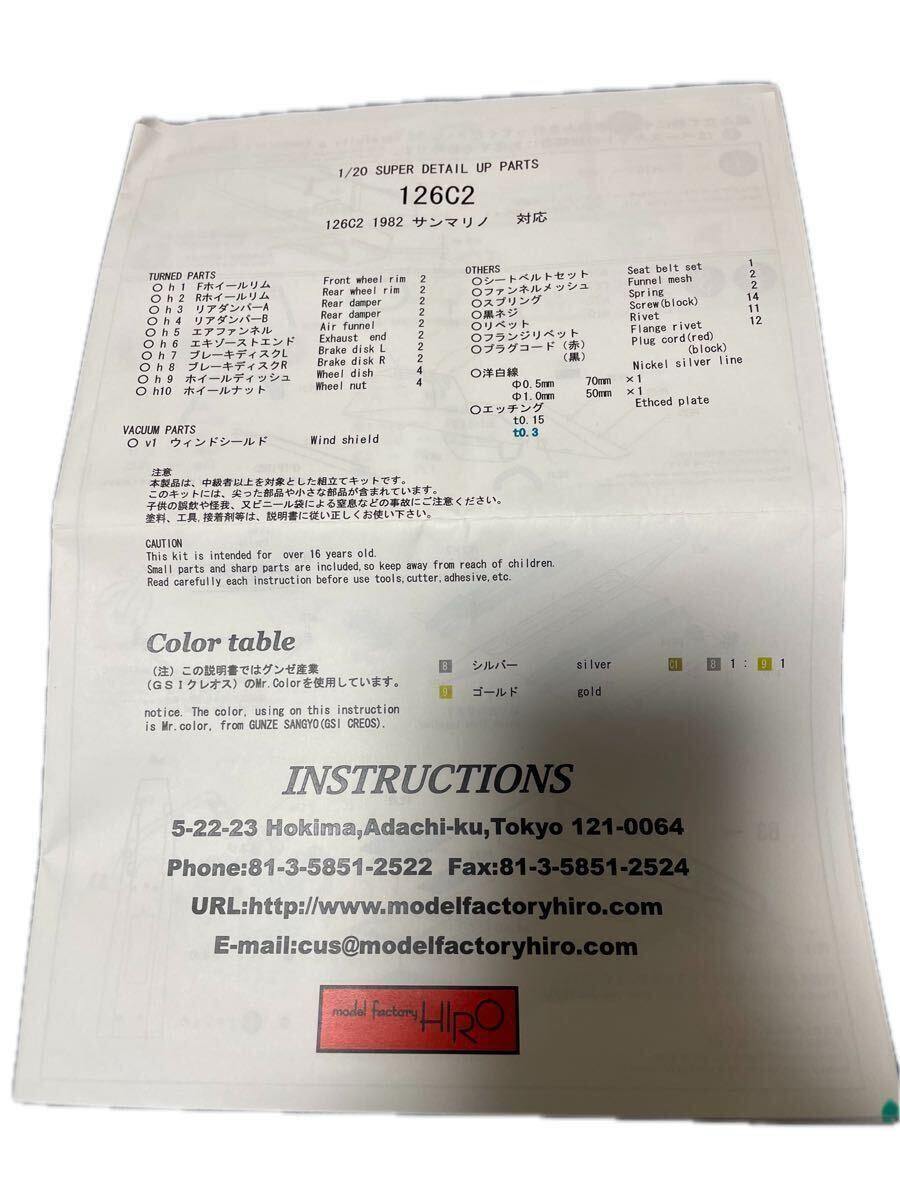 1/20 SUPER DETAIL UP PARTS
126C2
126C2 1982 サンマリノ 対応
TURNED PARTS
○ h 1 Fホイールリム Front wheel rim 2
○ h 2 Rホイールリム Rear wheel rim 2
○ h 3 リアダンパーA Rear damper 2
○ h 4 リアダンパーB Rear damper 2
○ h 5 エアファンネル Air funnel 2
○ h 6 エキゾーストエンド Exhaust end 2
○ h 7 ブレーキディスクL Brake disk L 2
○ h 8 ブレーキディスクR Brake disk R 2
○ h 9 ホイールディッシュ Wheel dish 4
○ h10 ホイールナット Wheel nut 4
VACUUM PARTS
○ v1 ウィンドシールド Wind shield
OTHERS
○シートベルトセット Seat belt set 1
○ファンネルメッシュ Funnel mesh 2
○スプリング Spring 2
○黒ネジ Screw(block) 14
○リベット Rivet 11
○フランジリベット Flange rivet 12
○プラグコード(赤) Plug cord(red)
(黒) (block)
○洋白線 Nickel silver line
Φ0.5mm 70mm ×1
Φ1.0mm 50mm ×1
○エッチング Ethced plate
t0.15
t0.3
注意
本製品は、中級者以上を対象とした組立てキットです。
このキットには、尖った部品や小さな部品が含まれています。
子供の誤飲や怪我、又ビニール袋による窒息などの事故にご注意ください。
塗料、工具,接着剤等は、説明書に従い正しくお使い下さい。
CAUTION
This kit is intended for over 16 years old.
Small parts and sharp parts are included,so keep away from reach of children.
Read carefully each instruction before use tools,cutter,adhesive,etc.
Color table
(注) この説明書ではグンゼ産業
(GSIクレオス) のMr.Colorを使用しています。
notice. The color, using on this instruction
is Mr.color, from GUNZE SANGYO(GSI CREOS).
8 シルバー silver C1 8 1 : 9 1
9 ゴールド gold
INSTRUCTIONS
5-22-23 Hokima,Adachi-ku,Tokyo 121-0064
Phone:81-3-5851-2522 Fax:81-3-5851-2524
URL:http://www.modelfactoryhiro.com
E-mail:cus@modelfactoryhiro.com
model factory HIRO